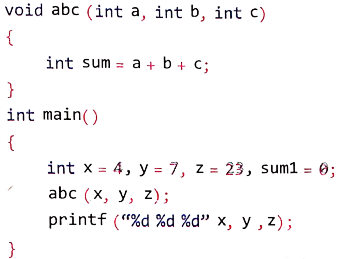 void abc (int a, int b, int c)
{
int sum = a + b + c;
}
int main()
{
int x = 4, y = 7, z = 23, sum1 = 0;
abc (x, y, z);
printf (“%d %d %d” x, y ,z);
}